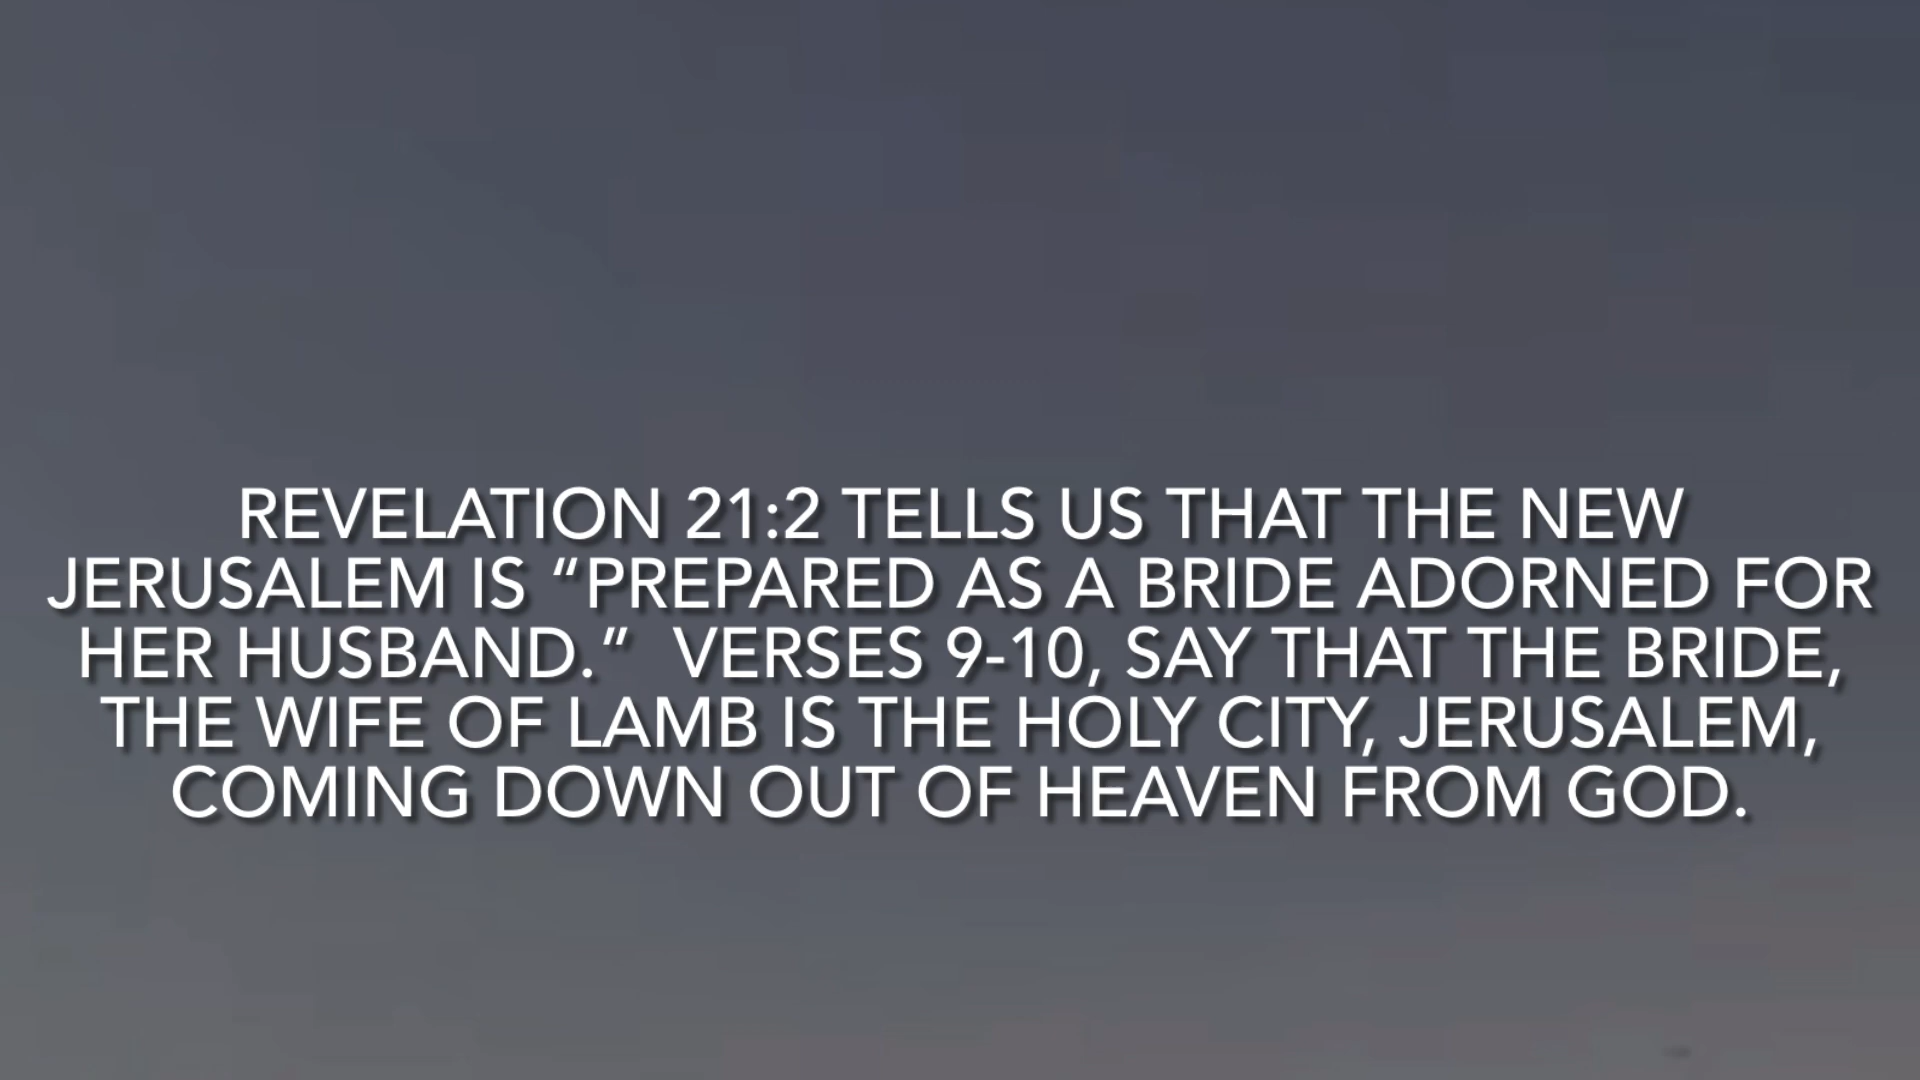 REVELATION 21:2 TELLS US THAT THE NEW
JERUSALEM IS “PREPARED AS A BRIDE ADORNED FOR
HER HUSBAND.”  VERSES 9-10, SAY THAT THE BRIDE,
THE WIFE OF LAMB IS THE HOLY CITY, JERUSALEM,
COMING DOWN OUT OF HEAVEN FROM GOD.